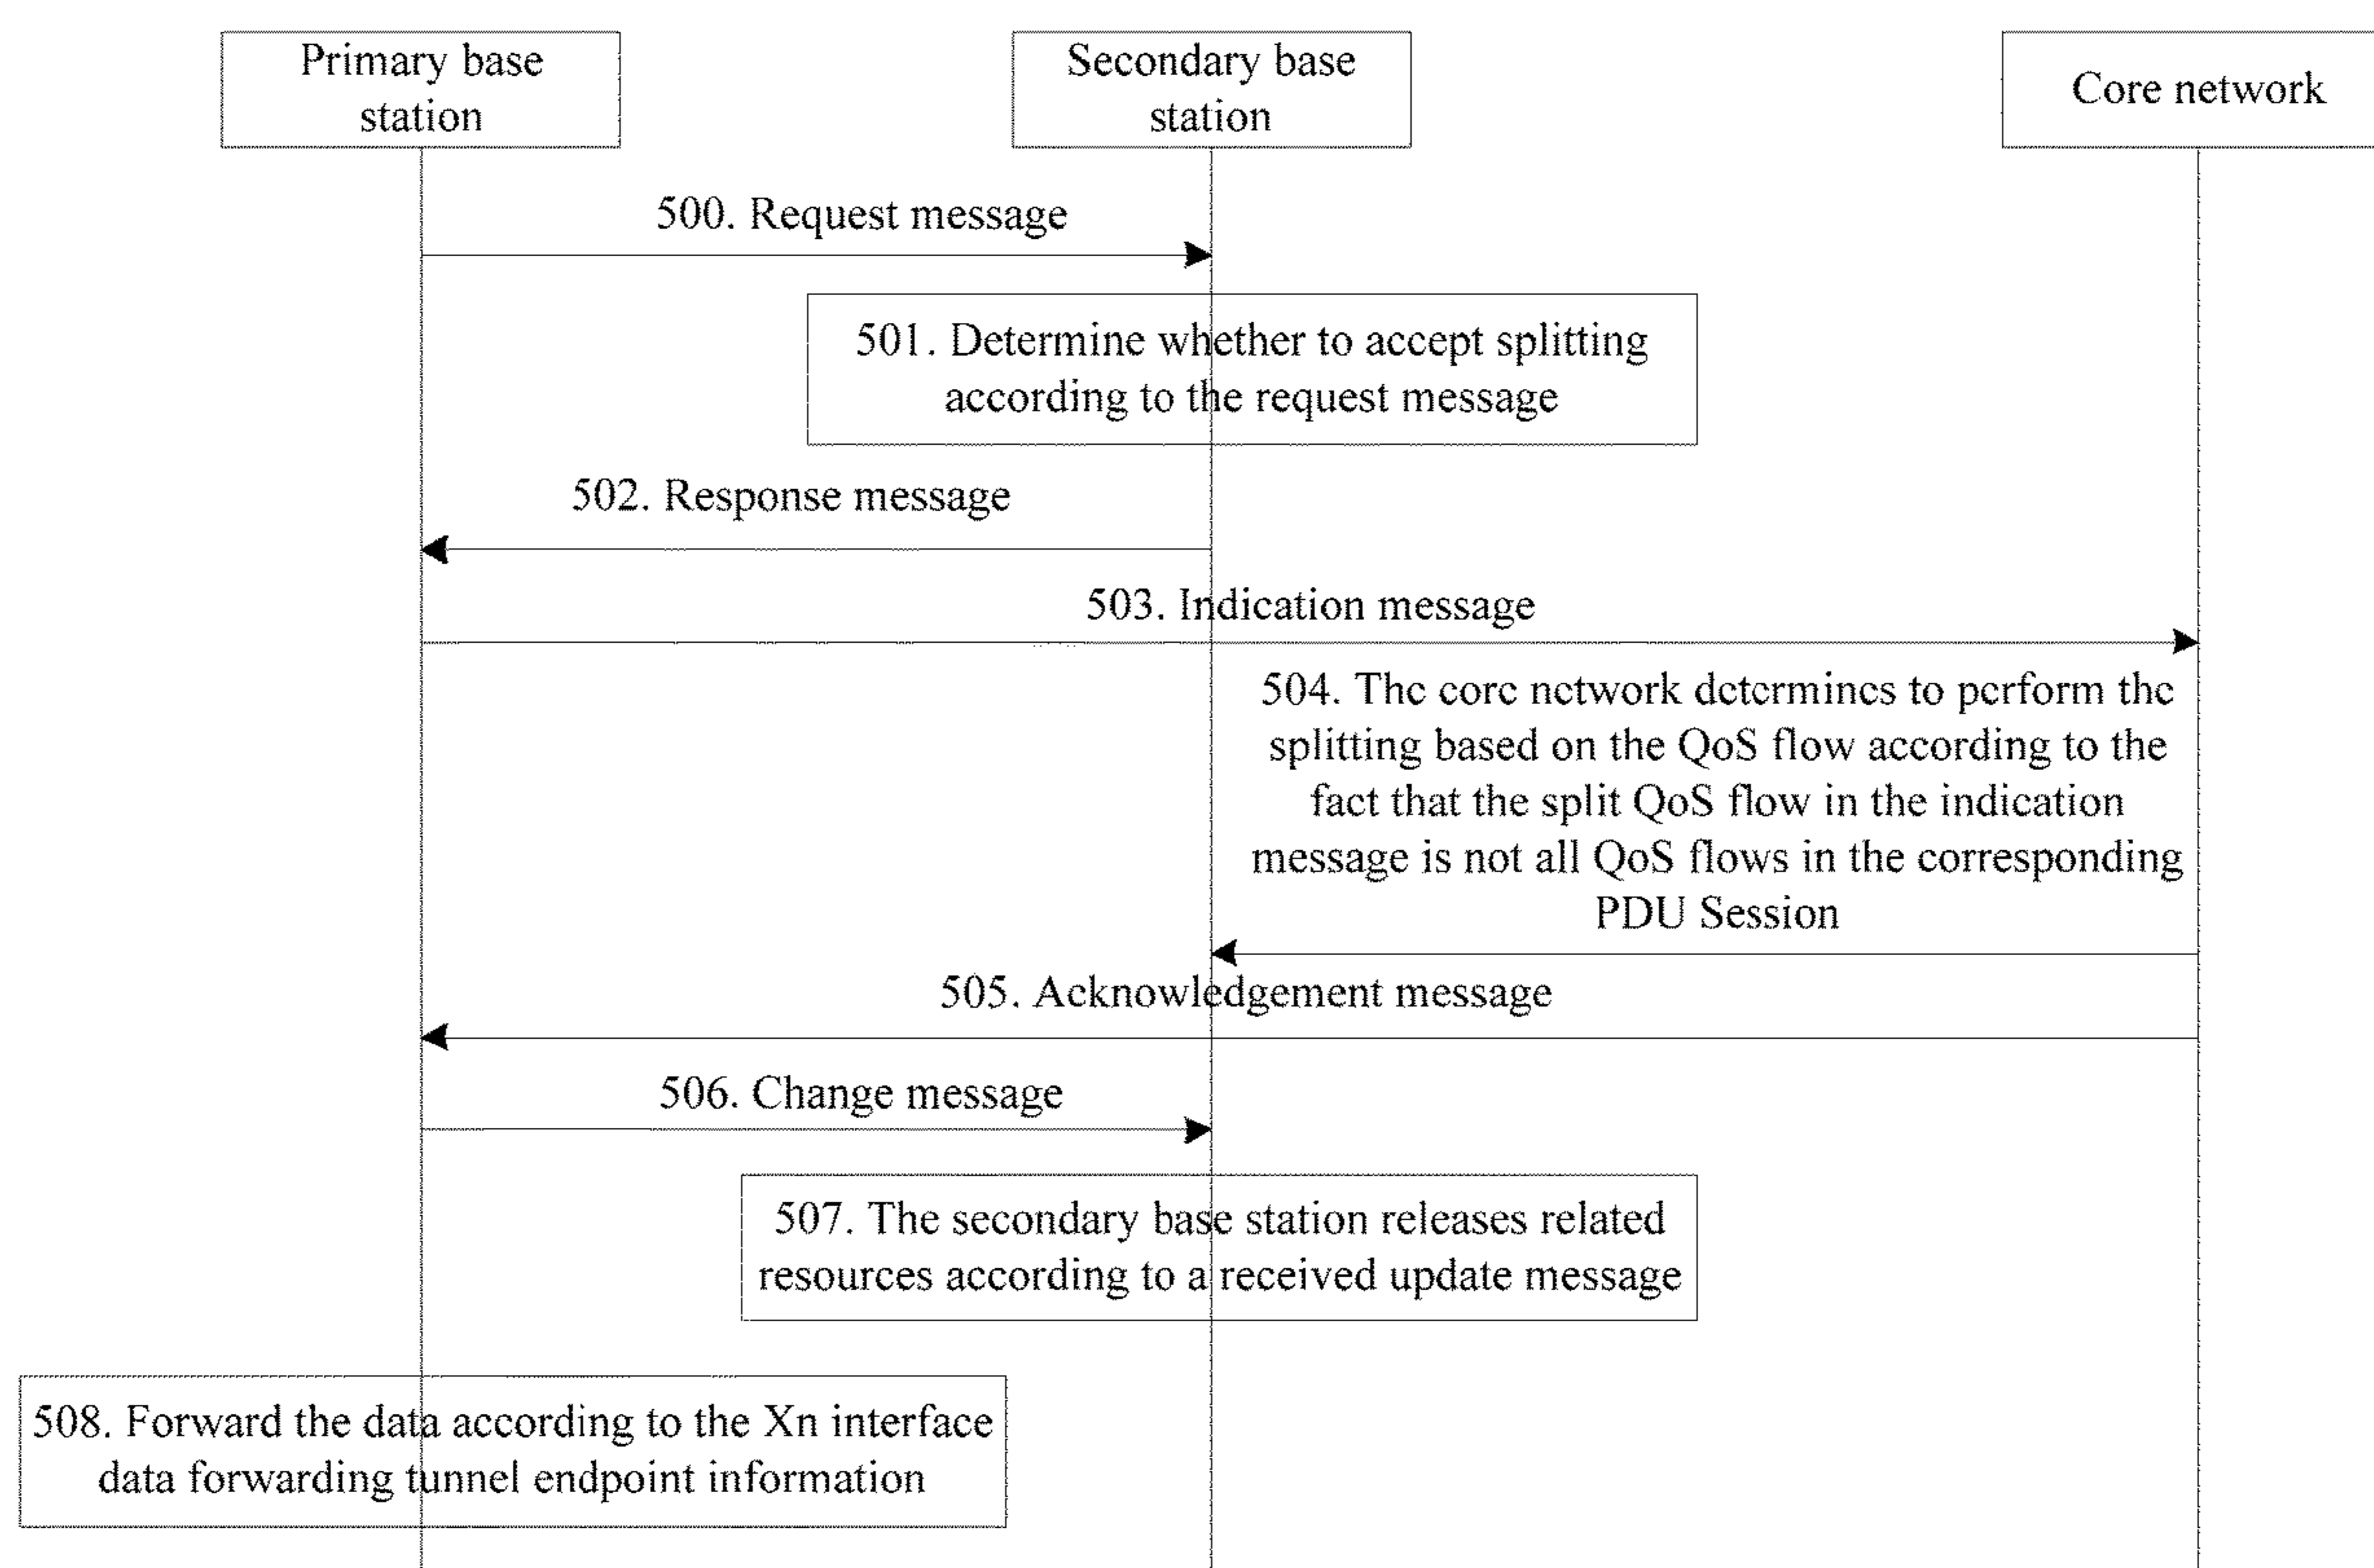 Primary base
station
Secondary base
station
Core network
500. Request message
501. Determine whether to accept splitting
according to the request message
502. Response message
503. Indication message
504. The core network determines to perform the
splitting based on the QoS flow according to the
fact that the split QoS flow in the indication
message is not all QoS flows in the corresponding
PDU Session
505. Acknowledgement message
506. Change message
507. The secondary base station releases related
resources according to a received update message
508. Forward the data according to the Xn interface
data forwarding tunnel endpoint information